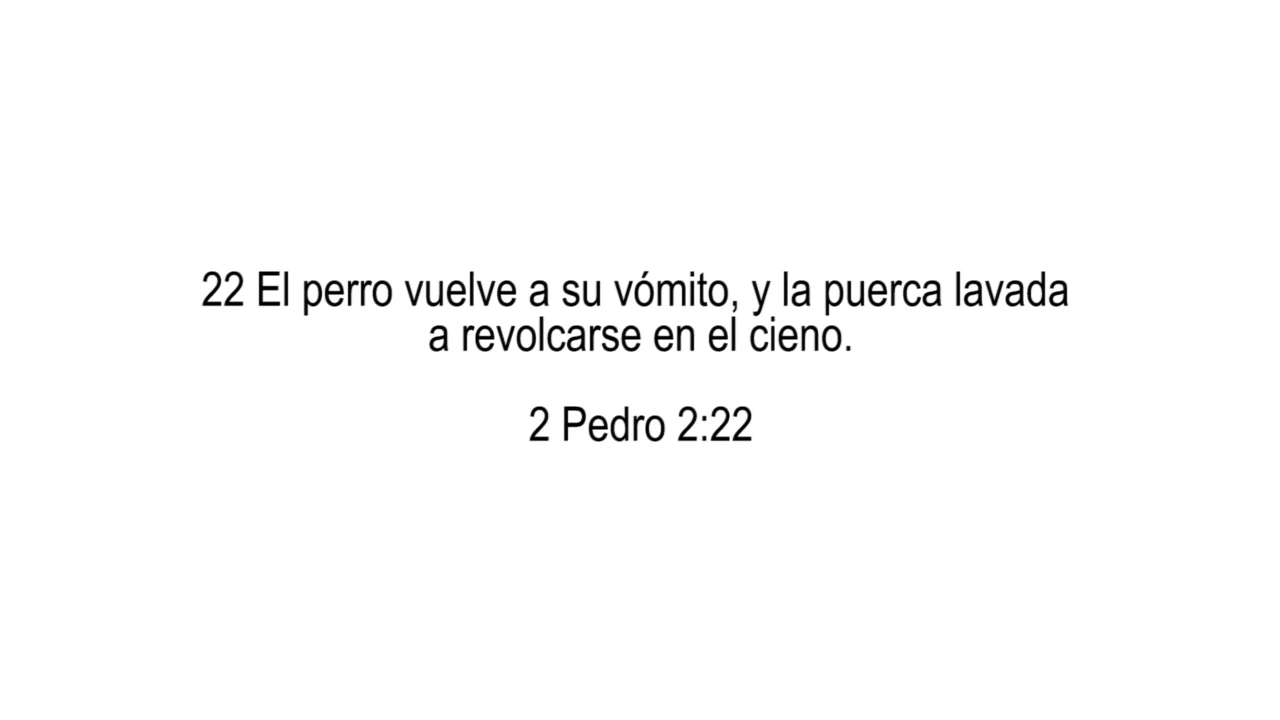 22 El perro vuelve a su vómito, y la puerca lavada
a revolcarse en el cieno.
2 Pedro 2:22